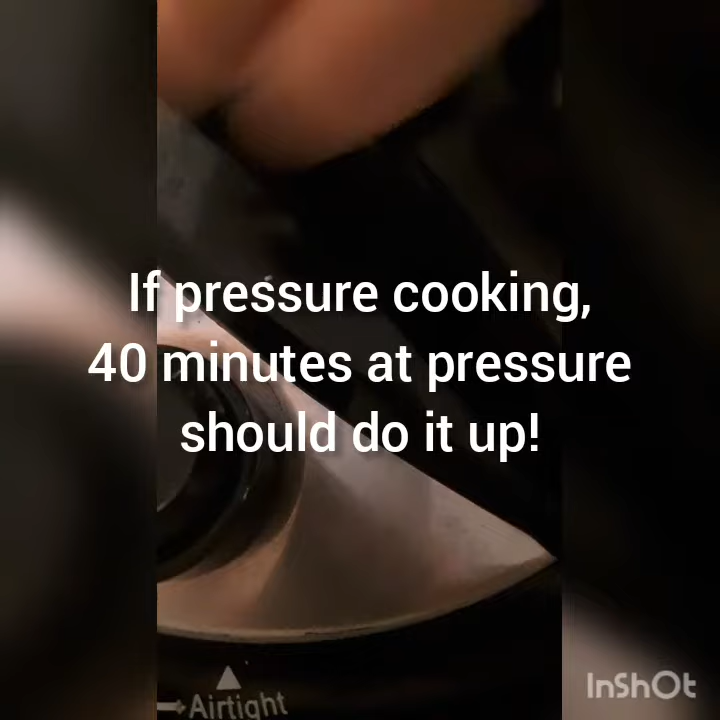 If pressure cooking,
40 minutes at pressure
should do it up!
Airtight
InShOt